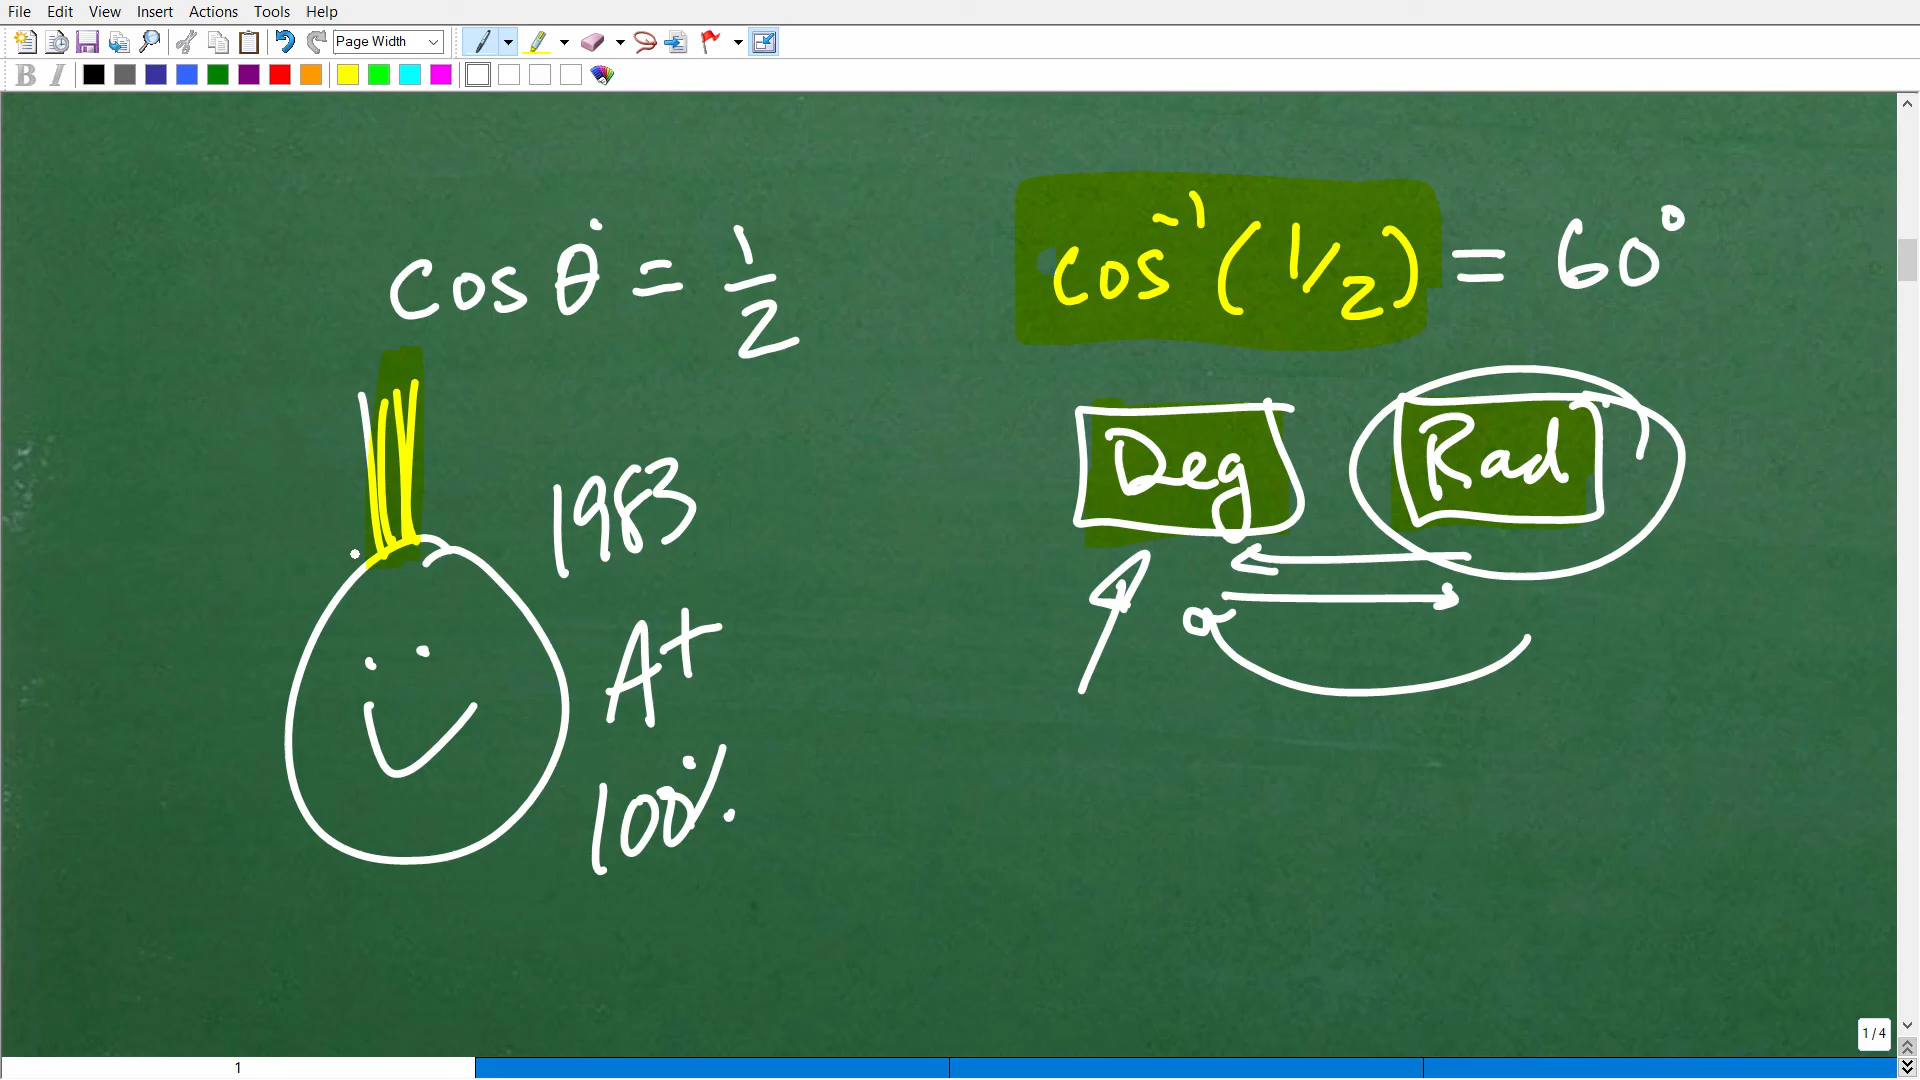 File Edit View Insert Actions Tools Help
Page Width
B I
cos θ = 1/2
cos⁻¹(1/2) = 60°
Deg Rad
1983
A+
100%
1 / 4
1